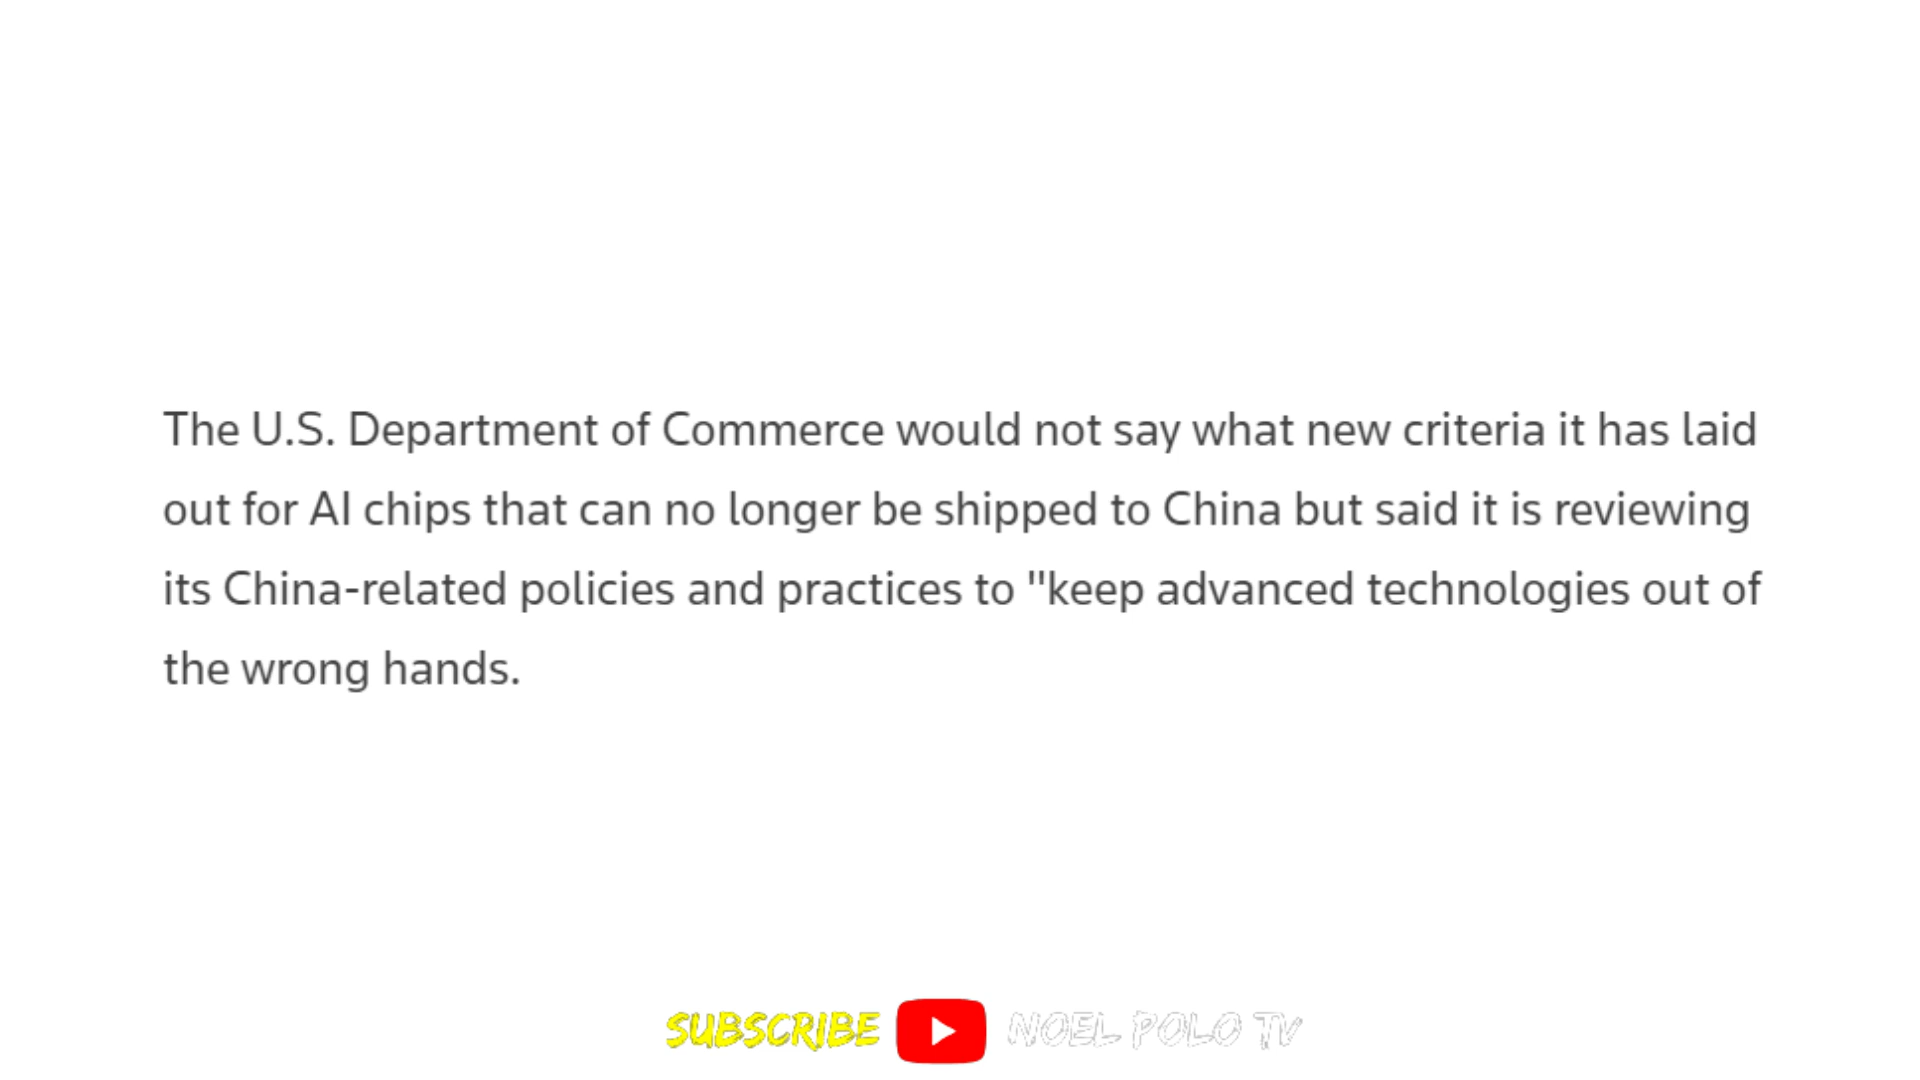 The U.S. Department of Commerce would not say what new criteria it has laid
out for AI chips that can no longer be shipped to China but said it is reviewing
its China-related policies and practices to "keep advanced technologies out of
the wrong hands.
SUBSCRIBE NOEL POLO TV